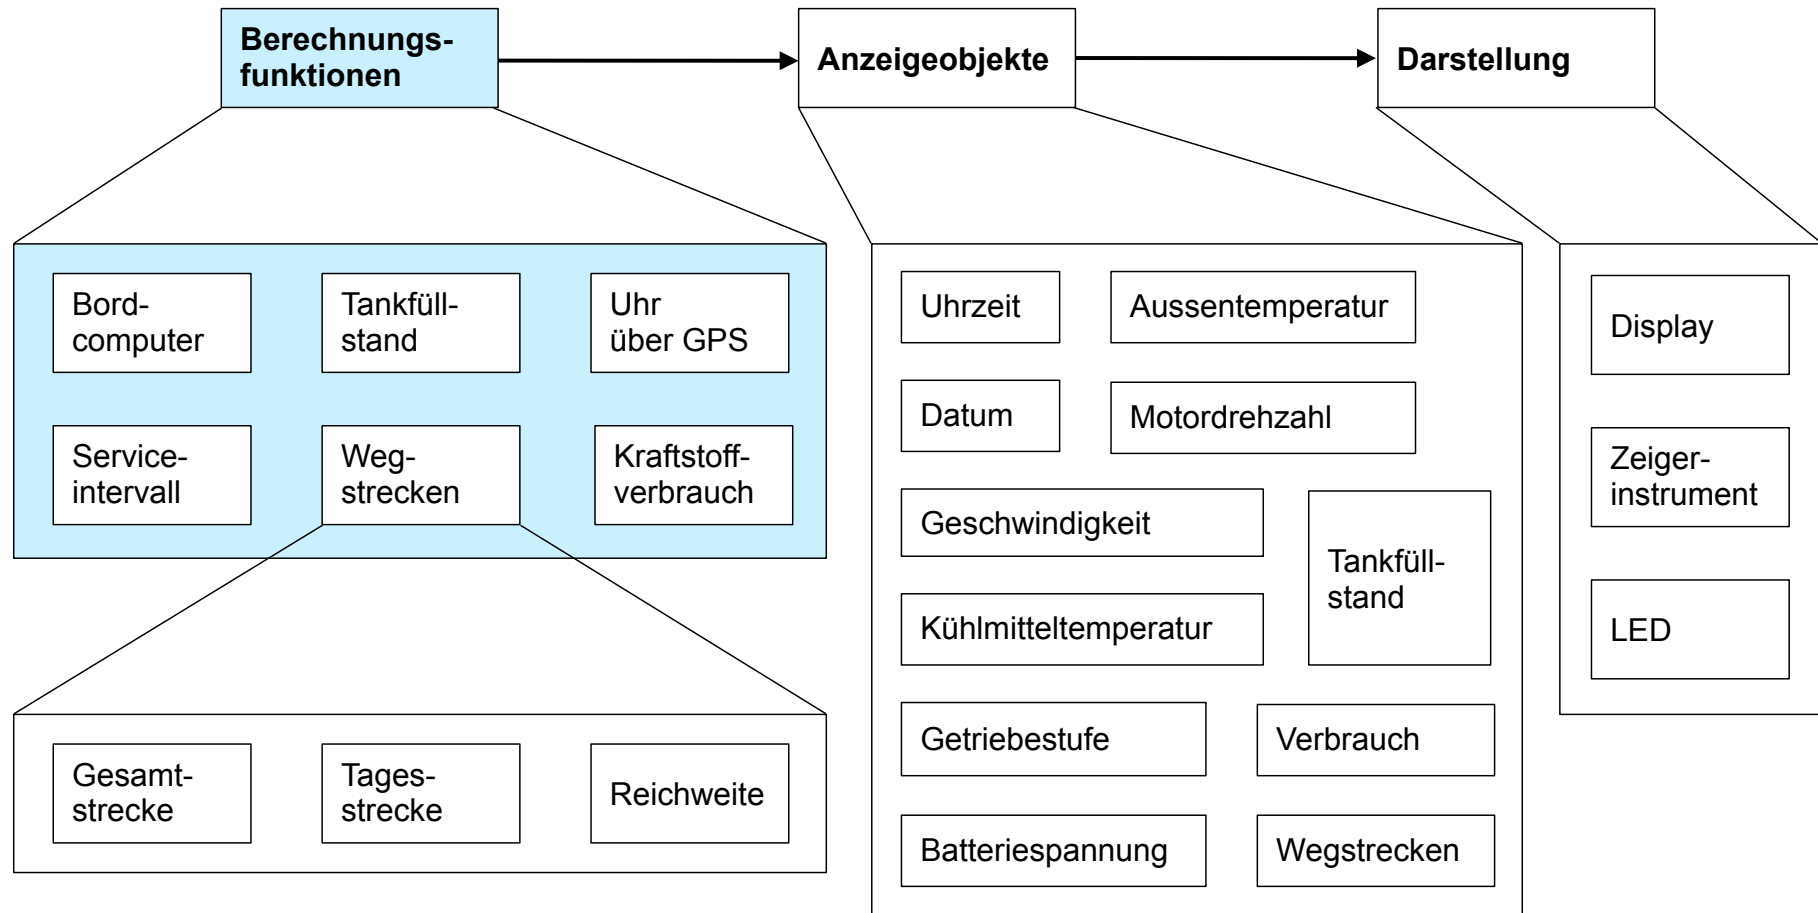 Berechnungs-
funktionen
Anzeigeobjekte
Darstellung
Bord-
computer
Tankfüll-
stand
Uhr
über GPS
Service-
intervall
Weg-
strecken
Kraftstoff-
verbrauch
Gesamt-
strecke
Tages-
strecke
Reichweite
Uhrzeit
Aussentemperatur
Datum
Motordrehzahl
Geschwindigkeit
Tankfüll-
stand
Kühlmitteltemperatur
Getriebestufe
Verbrauch
Batteriespannung
Wegstrecken
Display
Zeiger-
instrument
LED